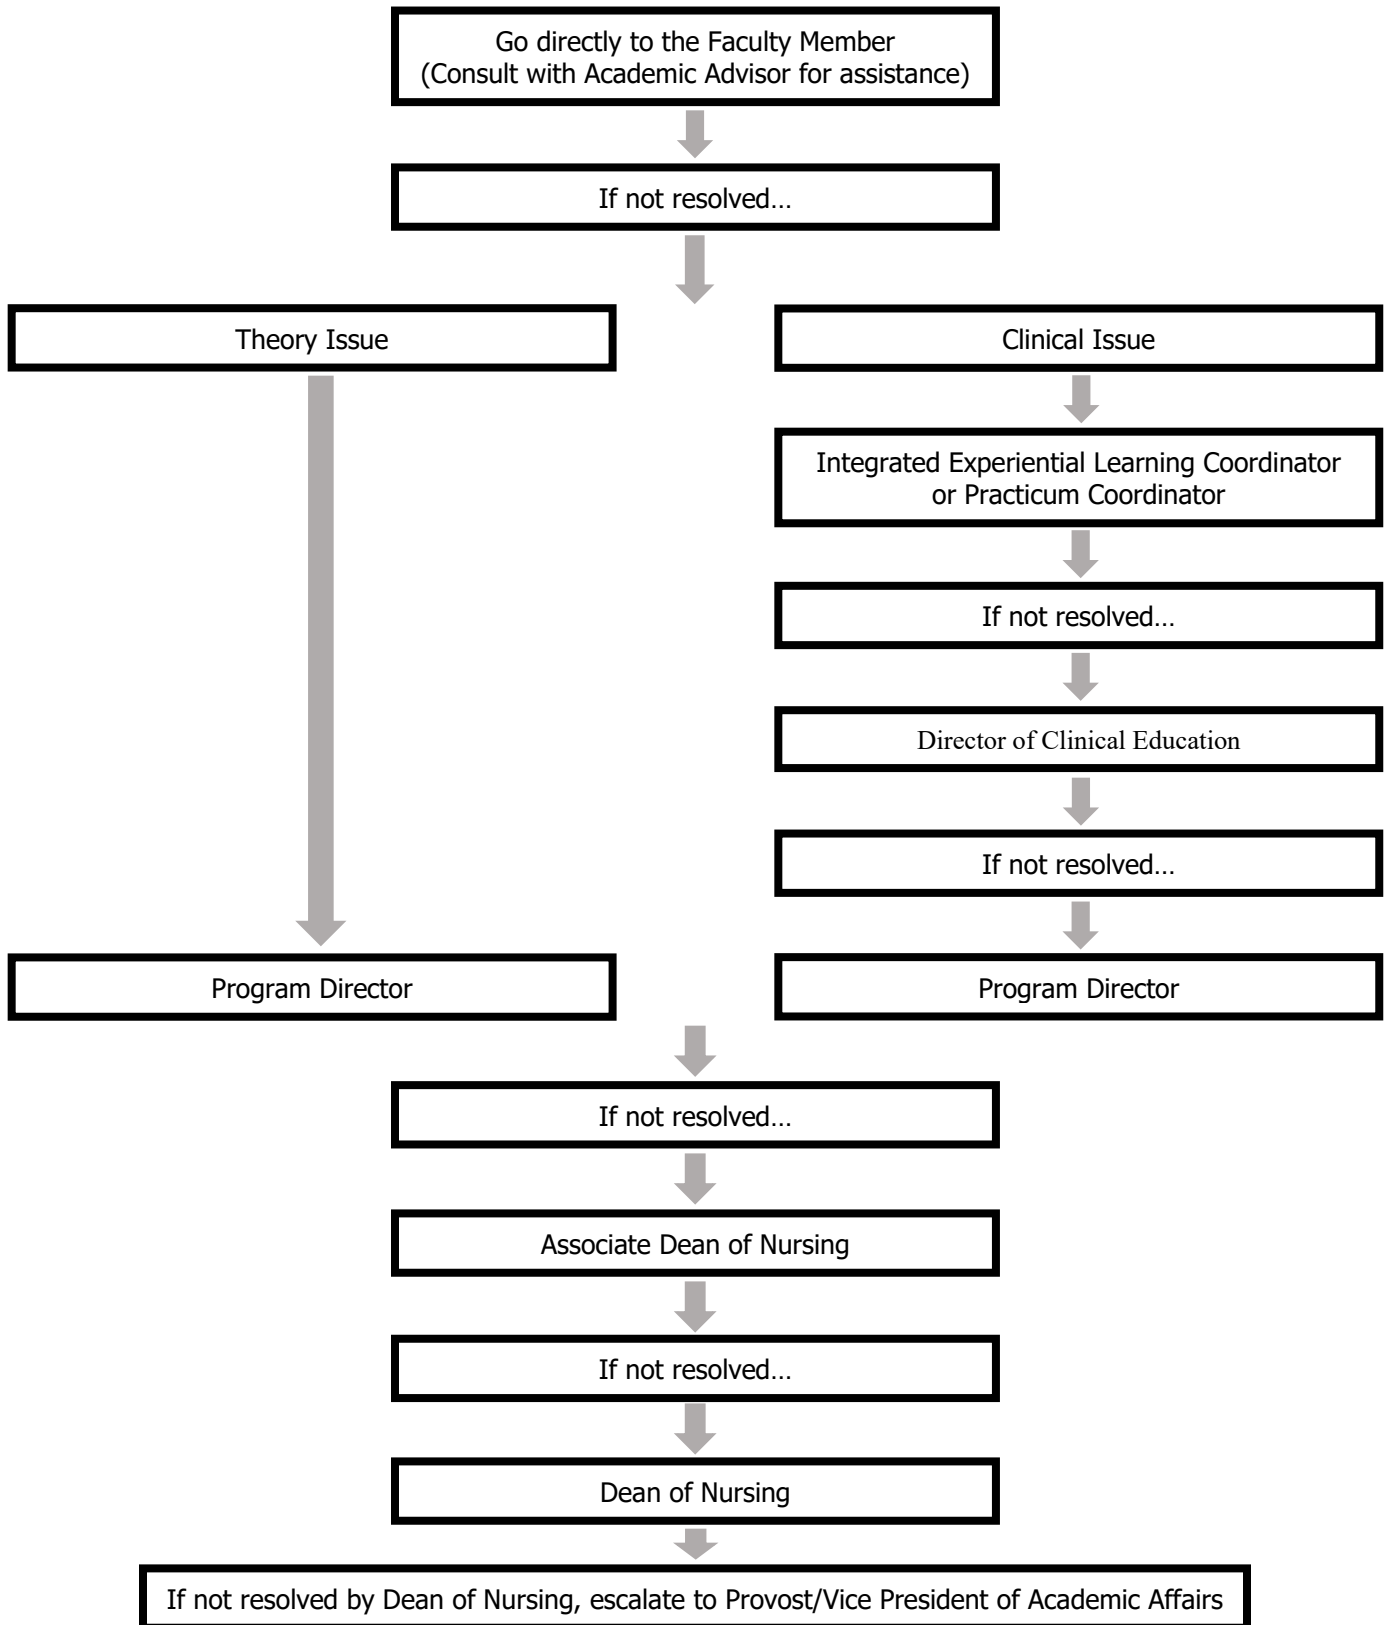 Go directly to the Faculty Member
(Consult with Academic Advisor for assistance)
If not resolved…
Theory Issue
Clinical Issue
Integrated Experiential Learning Coordinator
or Practicum Coordinator
If not resolved…
Director of Clinical Education
If not resolved…
Program Director
Program Director
If not resolved…
Associate Dean of Nursing
If not resolved…
Dean of Nursing
If not resolved by Dean of Nursing, escalate to Provost/Vice President of Academic Affairs